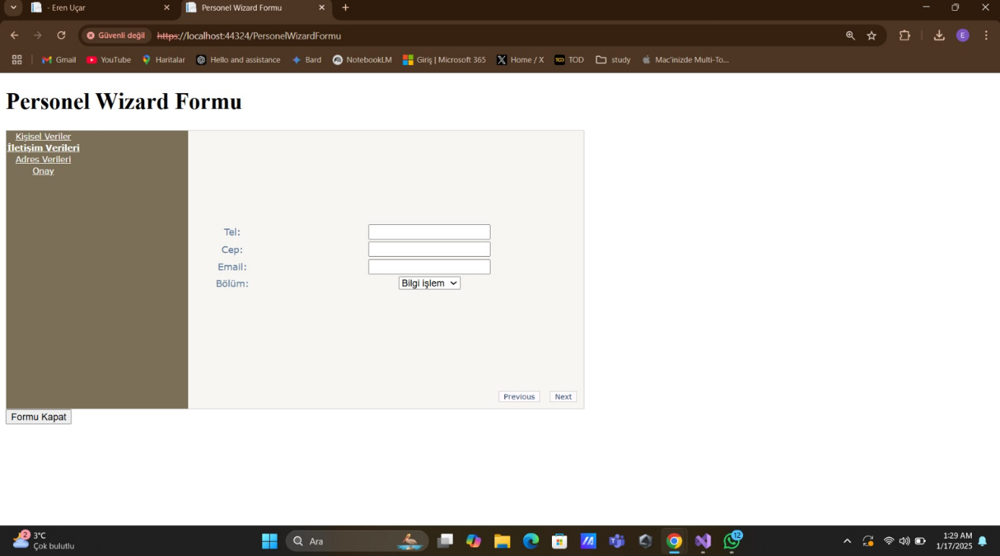 - Eren Uçar
Personel Wizard Formu
Güvenli değil https://localhost:44324/PersonelWizardFormu
E
Gmail YouTube Haritalar Hello and assistance Bard NotebookLM Giriş | Microsoft 365 Home / X TOD study Mac'inizde Multi-To...
Personel Wizard Formu
Kişisel Veriler
İletişim Verileri
Adres Verileri
Onay
Tel:
Cep:
Email:
Bölüm: Bilgi işlem
Previous Next
Formu Kapat
2 3°C
Çok bulutlu
Ara
12
1:29 AM
1/17/2025